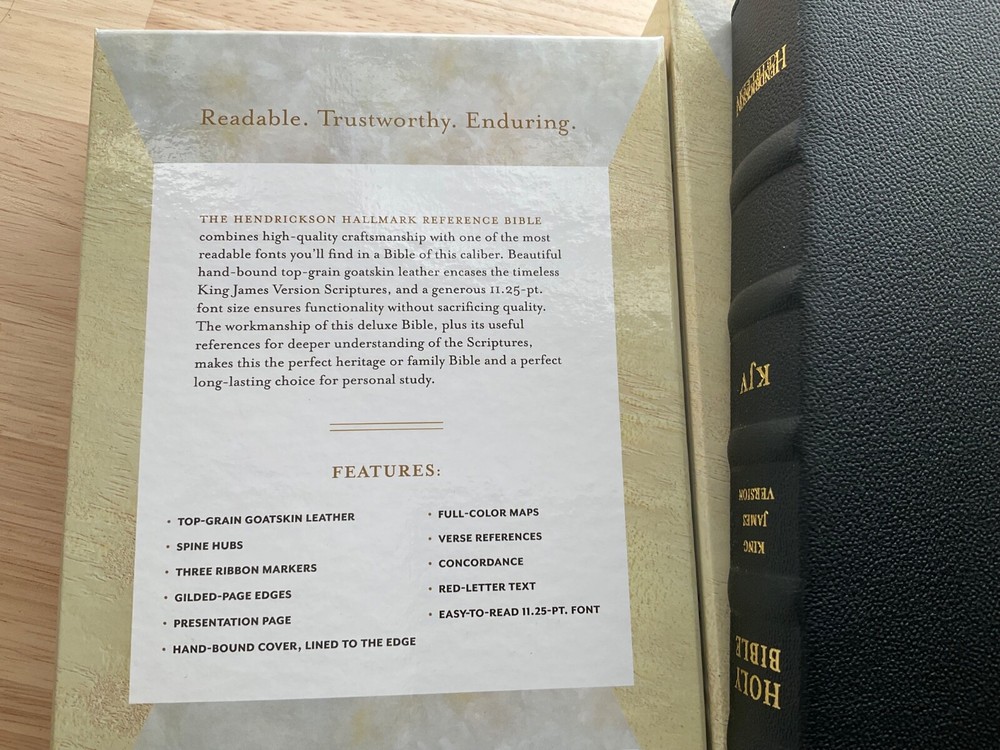 Readable. Trustworthy. Enduring.
THE HENDRICKSON HALLMARK REFERENCE BIBLE
combines high-quality craftsmanship with one of the most
readable fonts you'll find in a Bible of this caliber. Beautiful
hand-bound top-grain goatskin leather encases the timeless
King James Version Scriptures, and a generous 11.25-pt.
font size ensures functionality without sacrificing quality.
The workmanship of this deluxe Bible, plus its useful
references for deeper understanding of the Scriptures,
makes this the perfect heritage or family Bible and a perfect
long-lasting choice for personal study.
FEATURES:
• TOP-GRAIN GOATSKIN LEATHER
• SPINE HUBS
• THREE RIBBON MARKERS
• GILDED-PAGE EDGES
• PRESENTATION PAGE
• HAND-BOUND COVER, LINED TO THE EDGE
• FULL-COLOR MAPS
• VERSE REFERENCES
• CONCORDANCE
• RED-LETTER TEXT
• EASY-TO-READ 11.25-PT. FONT
HOLY
BIBLE
KING
JAMES
VERSION
KJV
HENDRICKSON